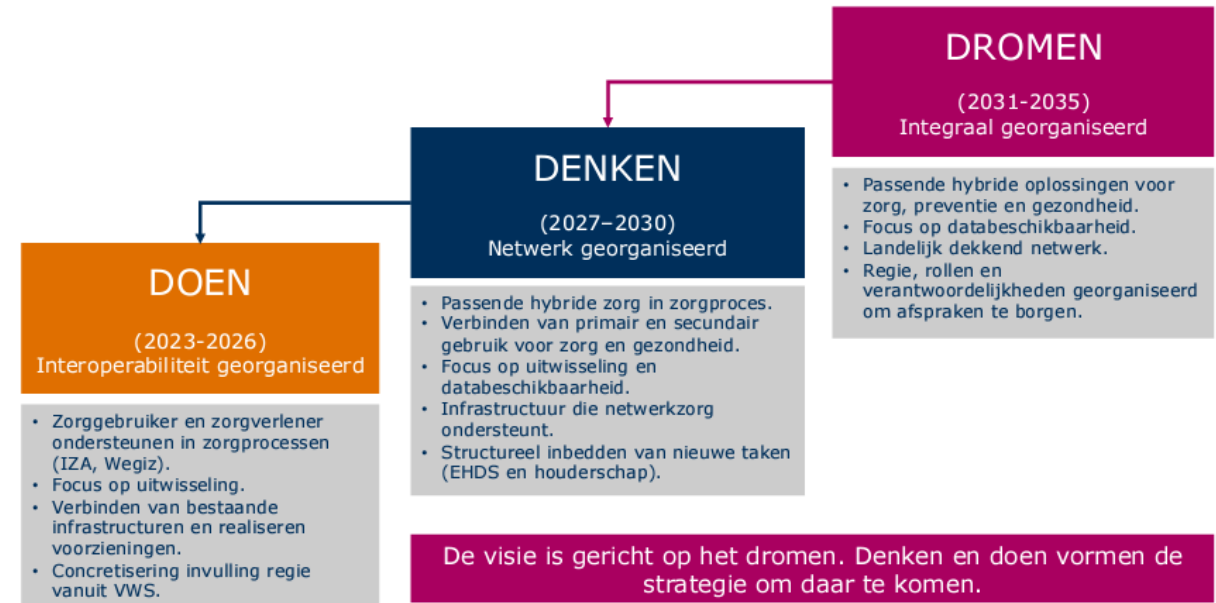 DROMEN
(2031-2035)
Integraal georganiseerd
• Passende hybride oplossingen voor
zorg, preventie en gezondheid.
• Focus op databeschikbaarheid.
• Landelijk dekkend netwerk.
• Regie, rollen en
verantwoordelijkheden georganiseerd
om afspraken te borgen.
DENKEN
(2027–2030)
Netwerk georganiseerd
• Passende hybride zorg in zorgproces.
• Verbinden van primair en secundair
gebruik voor zorg en gezondheid.
• Focus op uitwisseling en
databeschikbaarheid.
• Infrastructuur die netwerkzorg
ondersteunt.
• Structureel inbedden van nieuwe taken
(EHDS en houderschap).
DOEN
(2023-2026)
Interoperabiliteit georganiseerd
• Zorggebruiker en zorgverlener
ondersteunen in zorgprocessen
(IZA, Wegiz).
• Focus op uitwisseling.
• Verbinden van bestaande
infrastructuren en realiseren
voorzieningen.
• Concretisering invulling regie
vanuit VWS.
De visie is gericht op het dromen. Denken en doen vormen de
strategie om daar te komen.